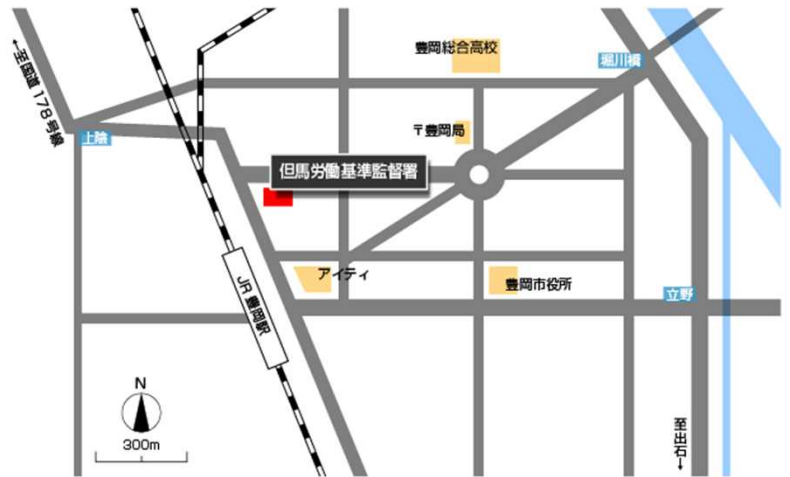 ←至国道178号線
上陰
豊岡総合高校
堀川橋
〒豊岡局
但馬労働基準監督署
アイティ
豊岡市役所
立野
JR豊岡駅
N
300m
至出石→